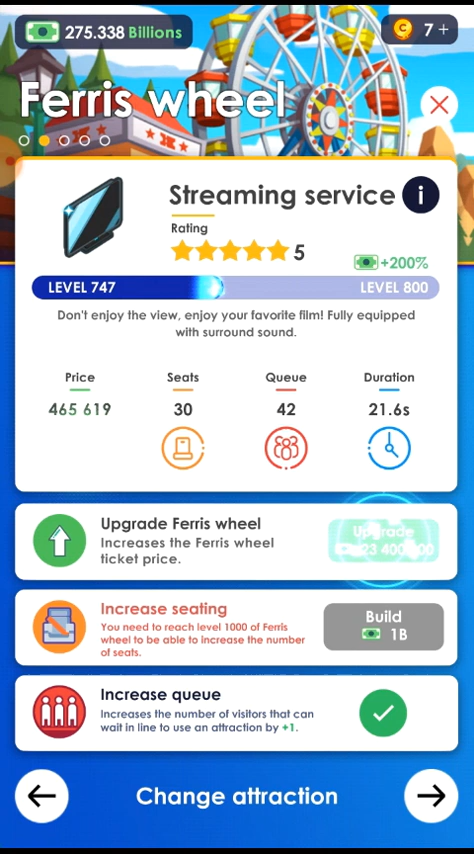 275.338 Billions
7 +
Ferris wheel
Streaming service i
Rating
5
+200%
LEVEL 747
LEVEL 800
Don't enjoy the view, enjoy your favorite film! Fully equipped
with surround sound.
Price Seats Queue Duration
465 619 30 42 21.6s
Upgrade Ferris wheel
Increases the Ferris wheel
ticket price.
Upgrade
Increase seating
You need to reach level 1000 of Ferris
wheel to be able to increase the number
of seats.
Build
1B
Increase queue
Increases the number of visitors that can
wait in line to use an attraction by +1.
Change attraction